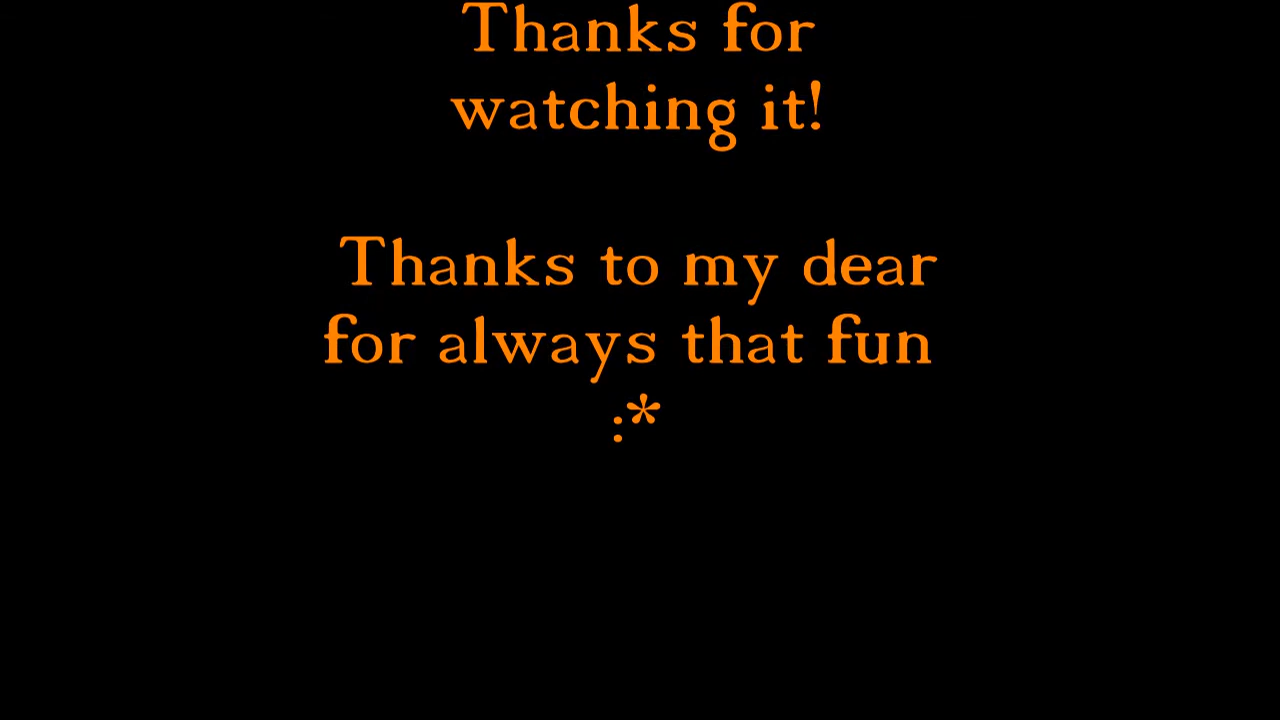 Thanks for
watching it!
Thanks to my dear
for always that fun
:*